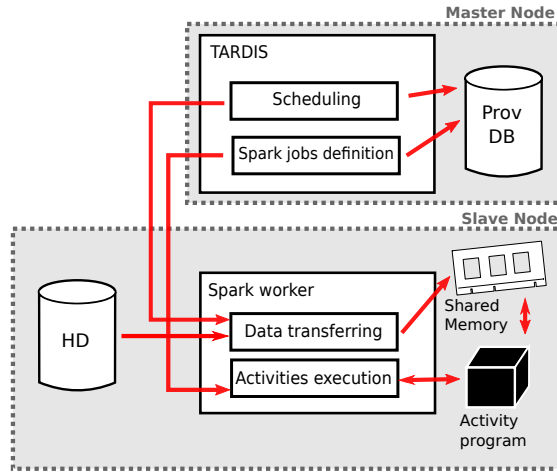 Master Node
TARDIS
Scheduling
Spark jobs definition
Prov
DB
Slave Node
HD
Spark worker
Data transferring
Activities execution
Shared
Memory
Activity
program